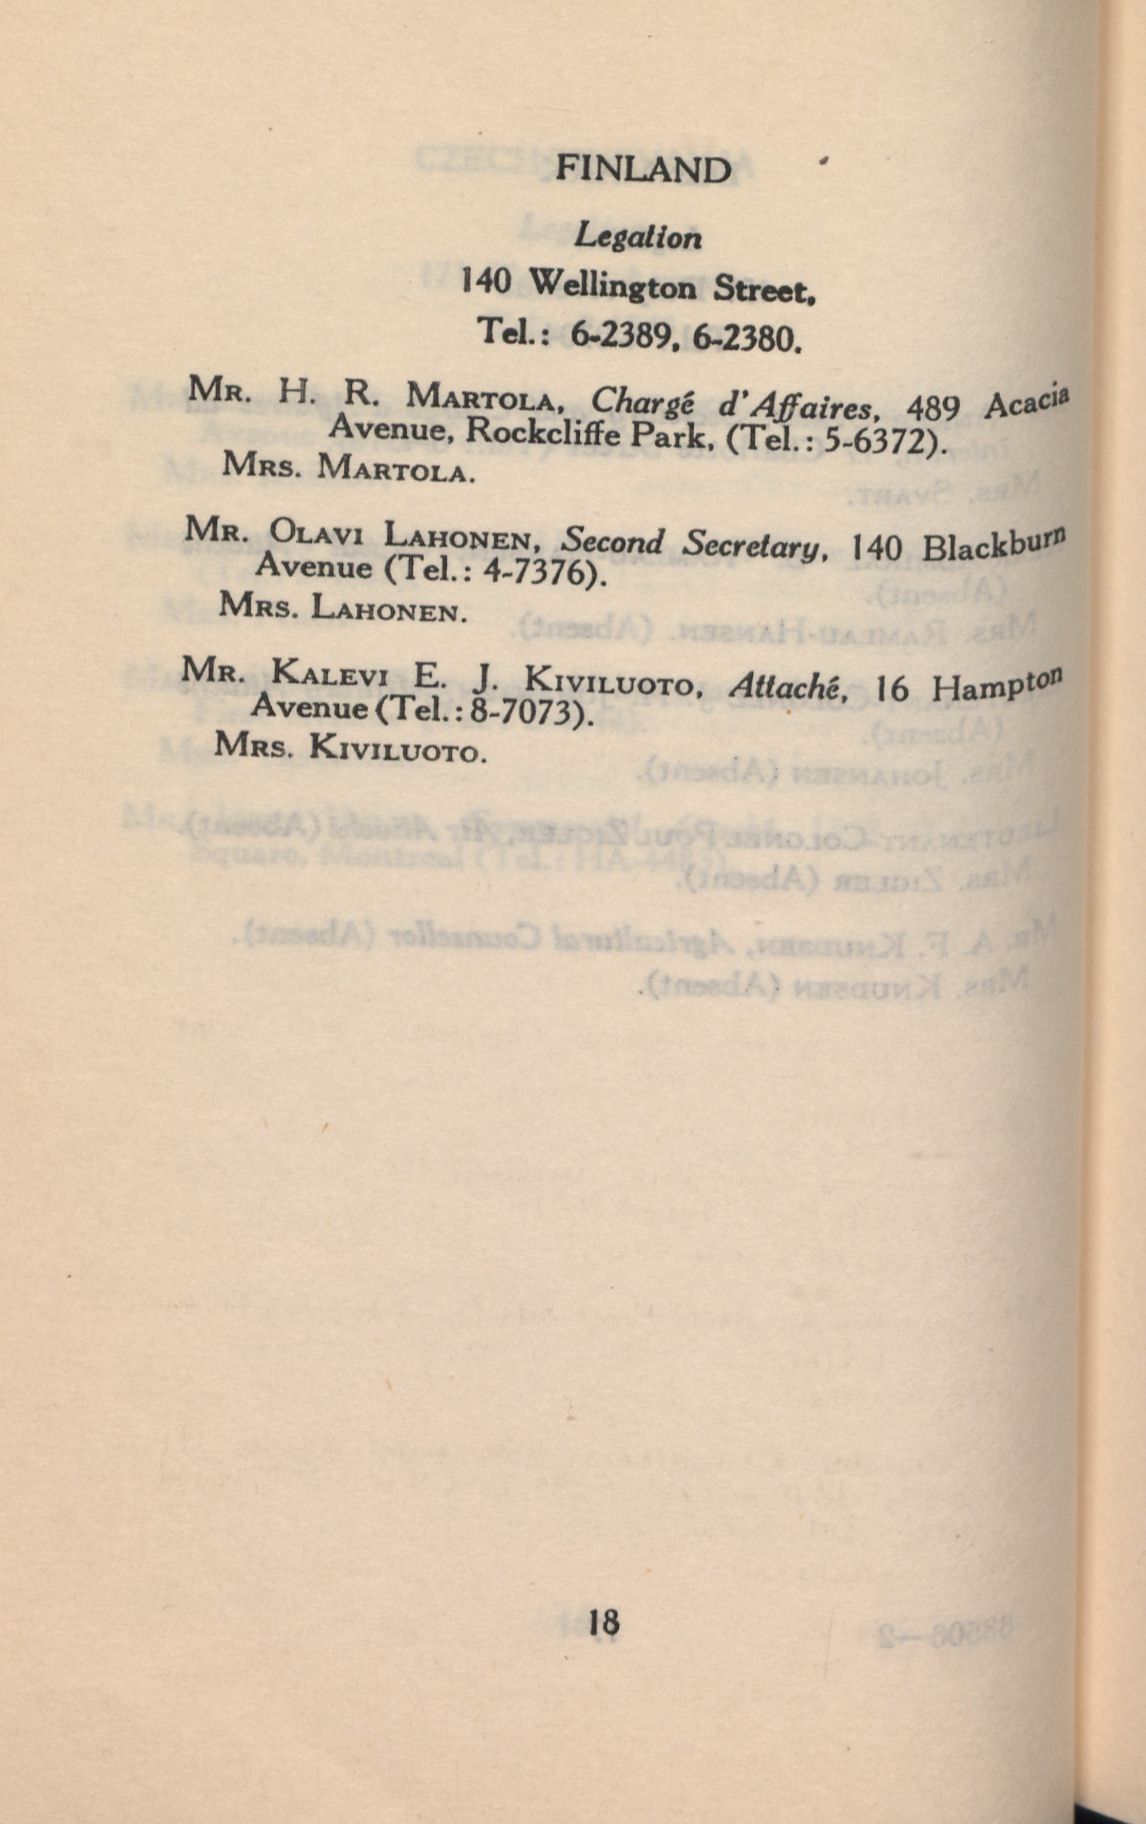 FINLAND
Legation
140 Wellington Street,
Tel.: 6-2389, 6-2380.
MR. H. R. MARTOLA, Chargé d'Affaires, 489 Acacia
Avenue, Rockcliffe Park, (Tel.: 5-6372).
MRS. MARTOLA.
MR. OLAVI LAHONEN, Second Secretary, 140 Blackburn
Avenue (Tel.: 4-7376).
MRS. LAHONEN.
MR. KALEVI E. J. KIVILUOTO, Attaché, 16 Hampton
Avenue (Tel.: 8-7073).
MRS. KIVILUOTO.
18